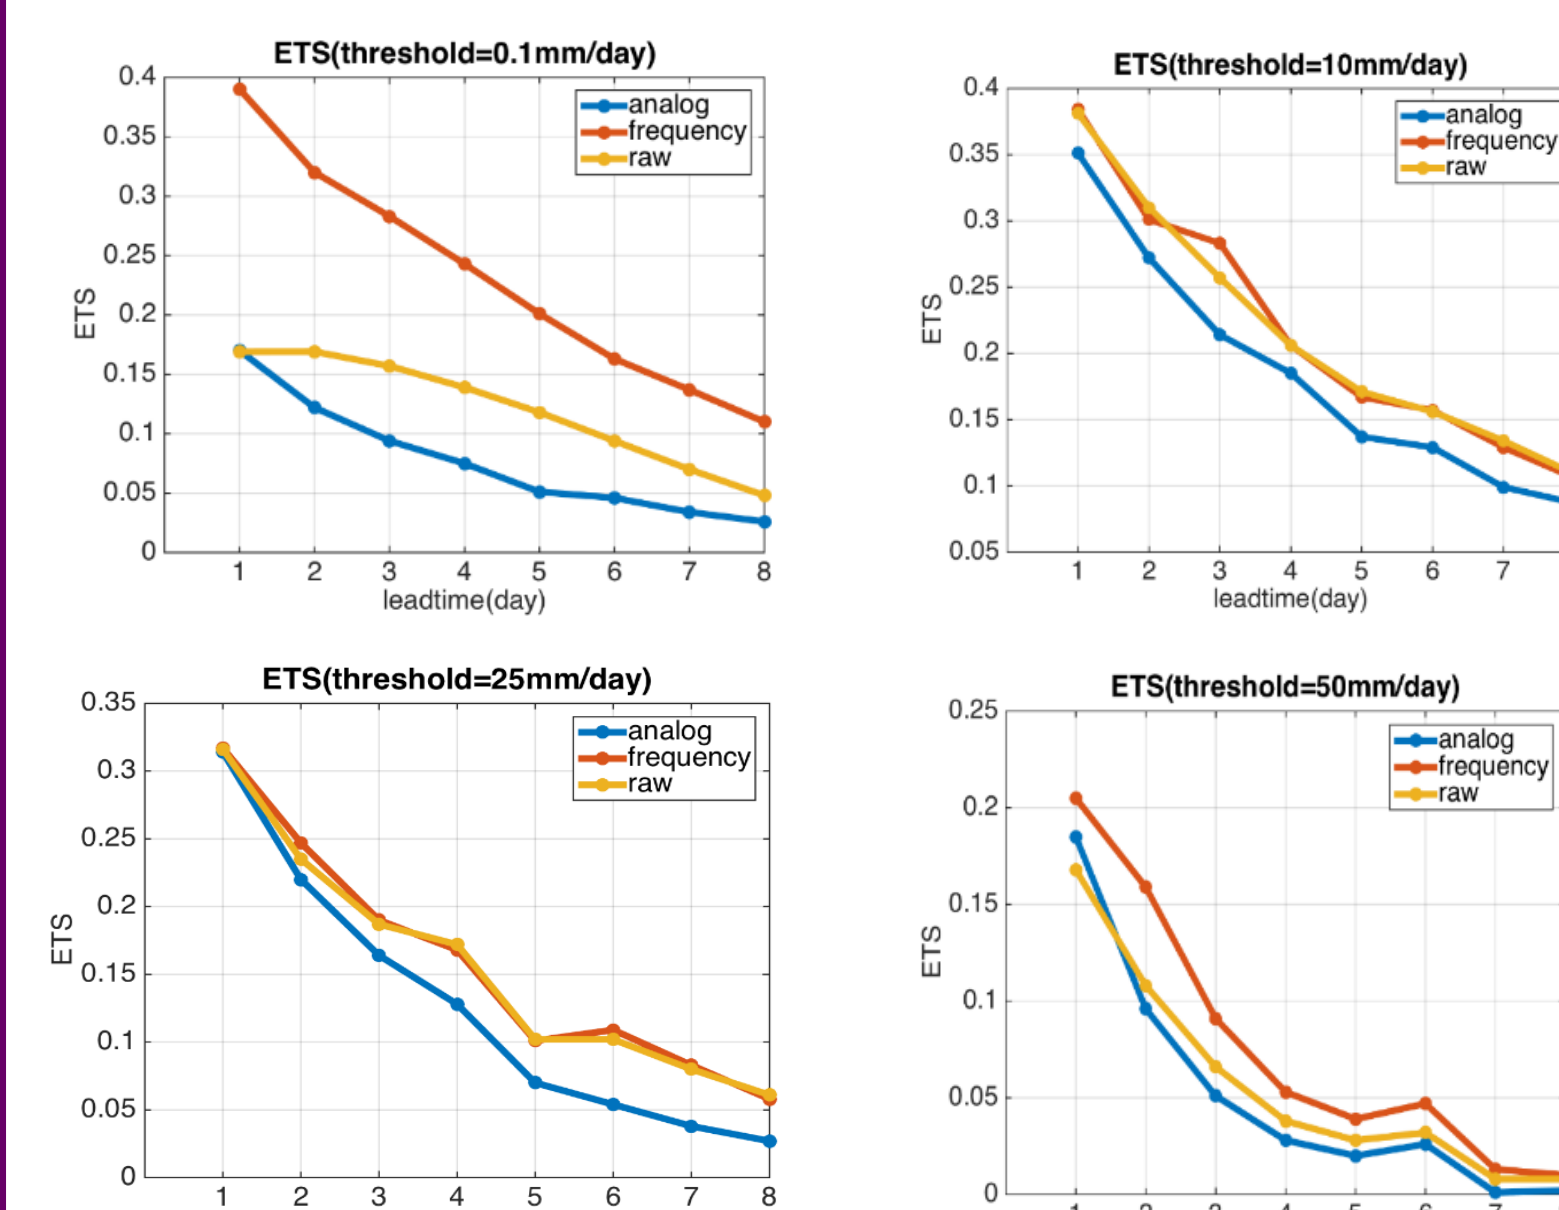 ETS(threshold=0.1mm/day)
0.4
0.35
0.3
0.25
0.2
0.15
0.1
0.05
0
ETS
analog
frequency
raw
1 2 3 4 5 6 7 8
leadtime(day)
ETS(threshold=10mm/day)
0.4
0.35
0.3
0.25
0.2
0.15
0.1
0.05
ETS
analog
frequency
raw
1 2 3 4 5 6 7
leadtime(day)
ETS(threshold=25mm/day)
0.35
0.3
0.25
0.2
0.15
0.1
0.05
0
ETS
analog
frequency
raw
1 2 3 4 5 6 7 8
ETS(threshold=50mm/day)
0.25
0.2
0.15
0.1
0.05
0
ETS
analog
frequency
raw